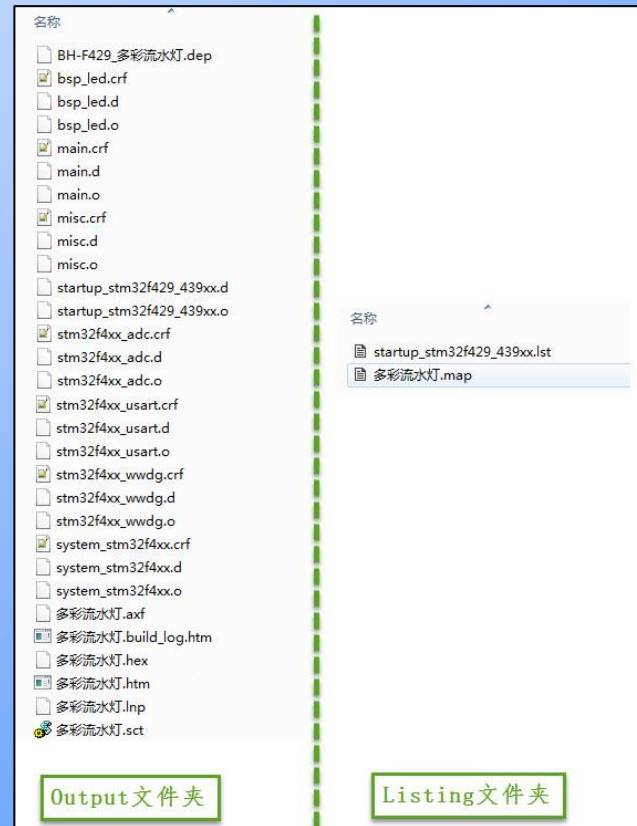 名称
BH-F429_多彩流水灯.dep
bsp_led.crf
bsp_led.d
bsp_led.o
main.crf
main.d
main.o
misc.crf
misc.d
misc.o
startup_stm32f429_439xx.d
startup_stm32f429_439xx.o
stm32f4xx_adc.crf
stm32f4xx_adc.d
stm32f4xx_adc.o
stm32f4xx_usart.crf
stm32f4xx_usart.d
stm32f4xx_usart.o
stm32f4xx_wwdg.crf
stm32f4xx_wwdg.d
stm32f4xx_wwdg.o
system_stm32f4xx.crf
system_stm32f4xx.d
system_stm32f4xx.o
多彩流水灯.axf
多彩流水灯.build_log.htm
多彩流水灯.hex
多彩流水灯.htm
多彩流水灯.lnp
多彩流水灯.sct
Output文件夹
名称
startup_stm32f429_439xx.lst
多彩流水灯.map
Listing文件夹